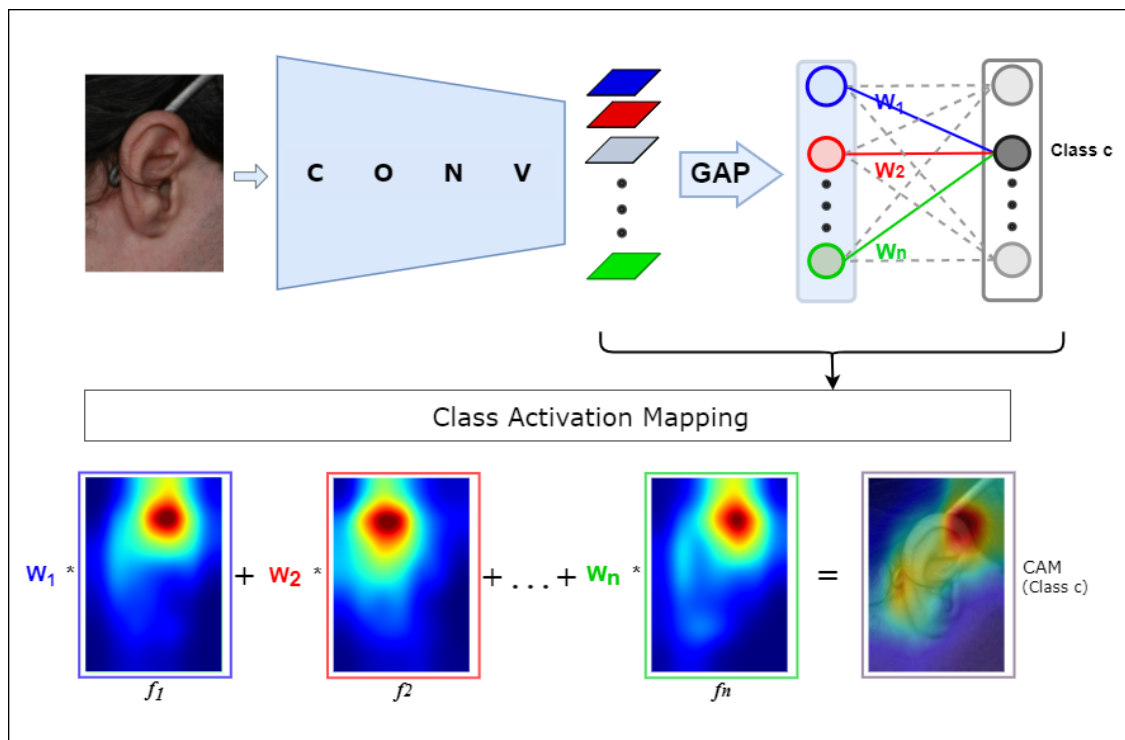 C O N V
GAP
W1
W2
Wn
Class c
Class Activation Mapping
W1 * + W2 * + . . . + Wn * =
CAM
(Class c)
f1 f2 fn